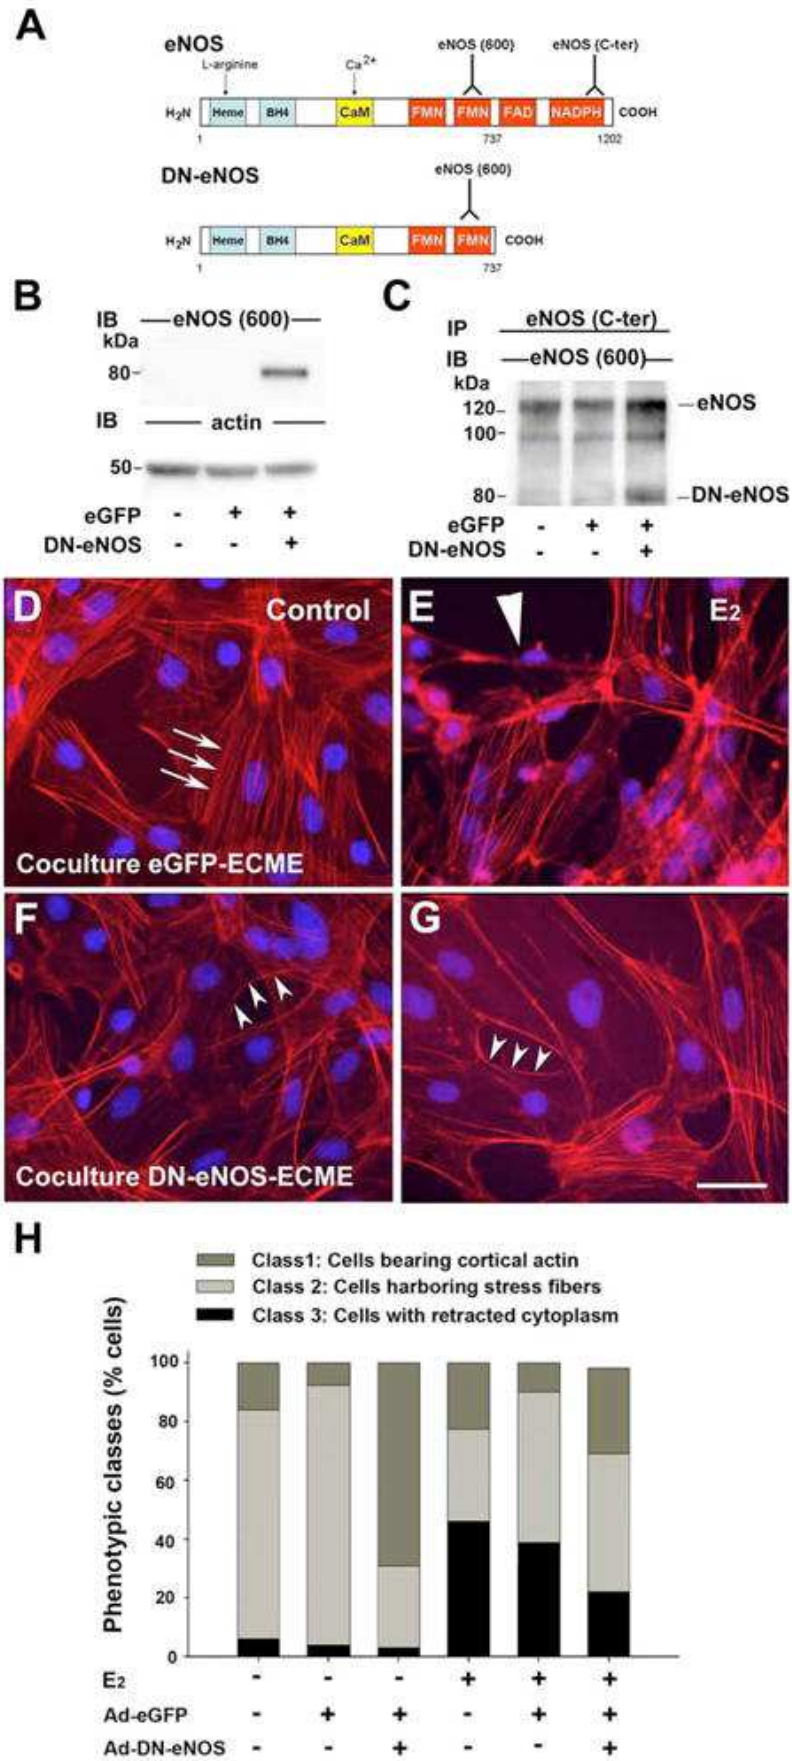 A
eNOS
eNOS (600) eNOS (C-ter)
L-arginine Ca2+
H2N Heme BH4 CaM FMN FMN FAD NADPH COOH
1 737 1202
DN-eNOS
eNOS (600)
H2N Heme BH4 CaM FMN FMN COOH
1 737
B
IB eNOS (600)
kDa
80
IB actin
50
eGFP - + +
DN-eNOS - - +
C
IP eNOS (C-ter)
IB eNOS (600)
kDa
120 eNOS
100
80 DN-eNOS
eGFP - + +
DN-eNOS - - +
D Control
Coculture eGFP-ECME
E E2
F
Coculture DN-eNOS-ECME
G
H
Class1: Cells bearing cortical actin
Class 2: Cells harboring stress fibers
Class 3: Cells with retracted cytoplasm
Phenotypic classes (% cells)
100
80
60
40
20
0
E2 - - - + + +
Ad-eGFP - + + - + +
Ad-DN-eNOS - - + - - +